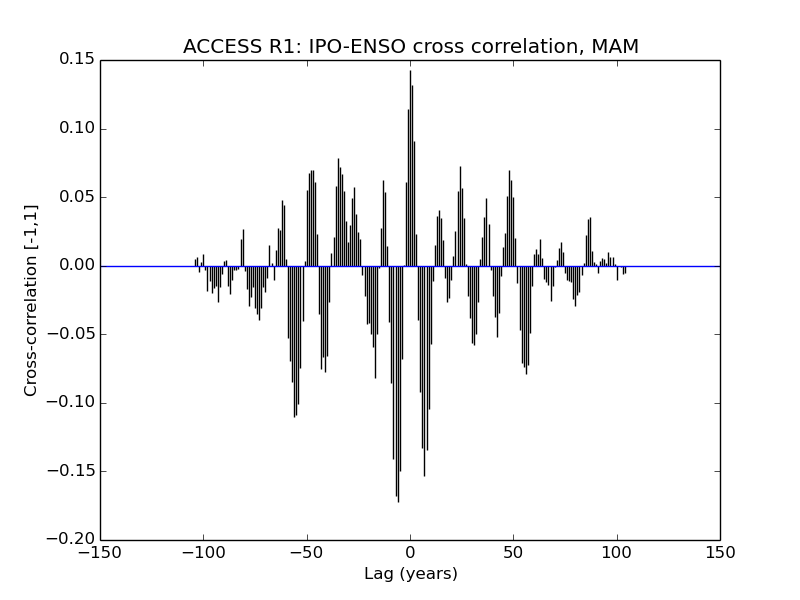 ACCESS R1: IPO-ENSO cross correlation, MAM
0.15
0.10
0.05
0.00
−0.05
−0.10
−0.15
−0.20
Cross-correlation [-1,1]
−150 −100 −50 0 50 100 150
Lag (years)